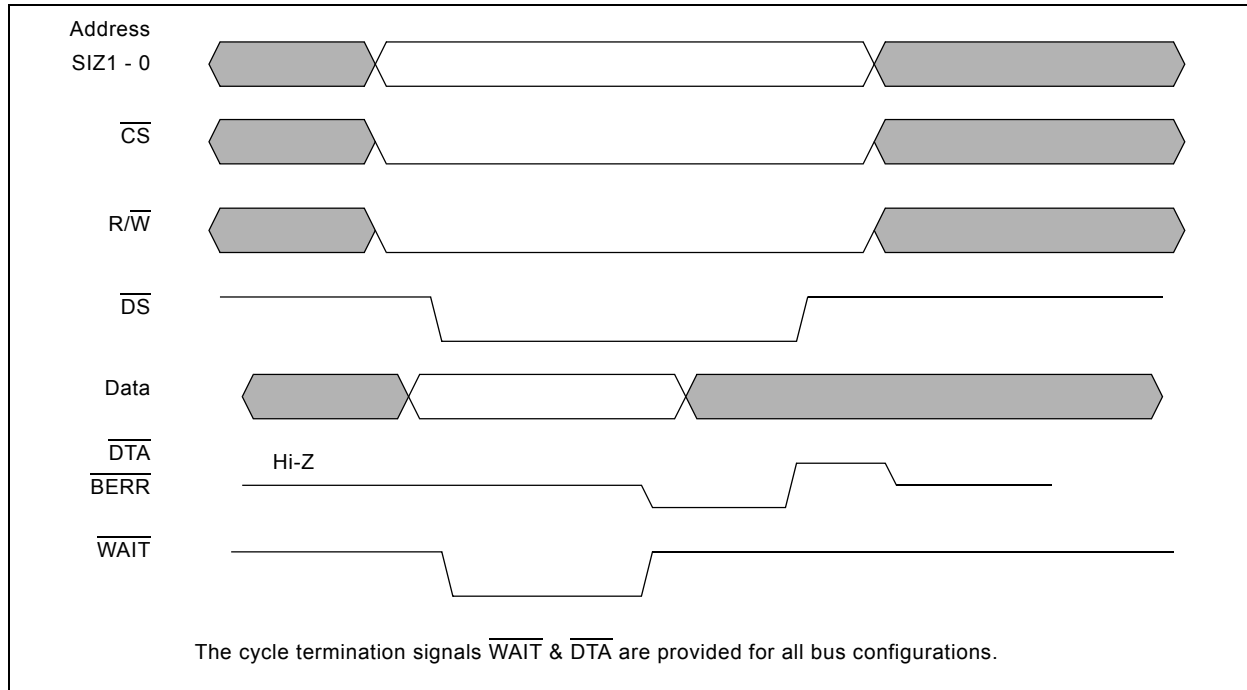 Address
SIZ1 - 0
CS
R/W
DS
Data
DTA
Hi-Z
BERR
WAIT
The cycle termination signals WAIT & DTA are provided for all bus configurations.